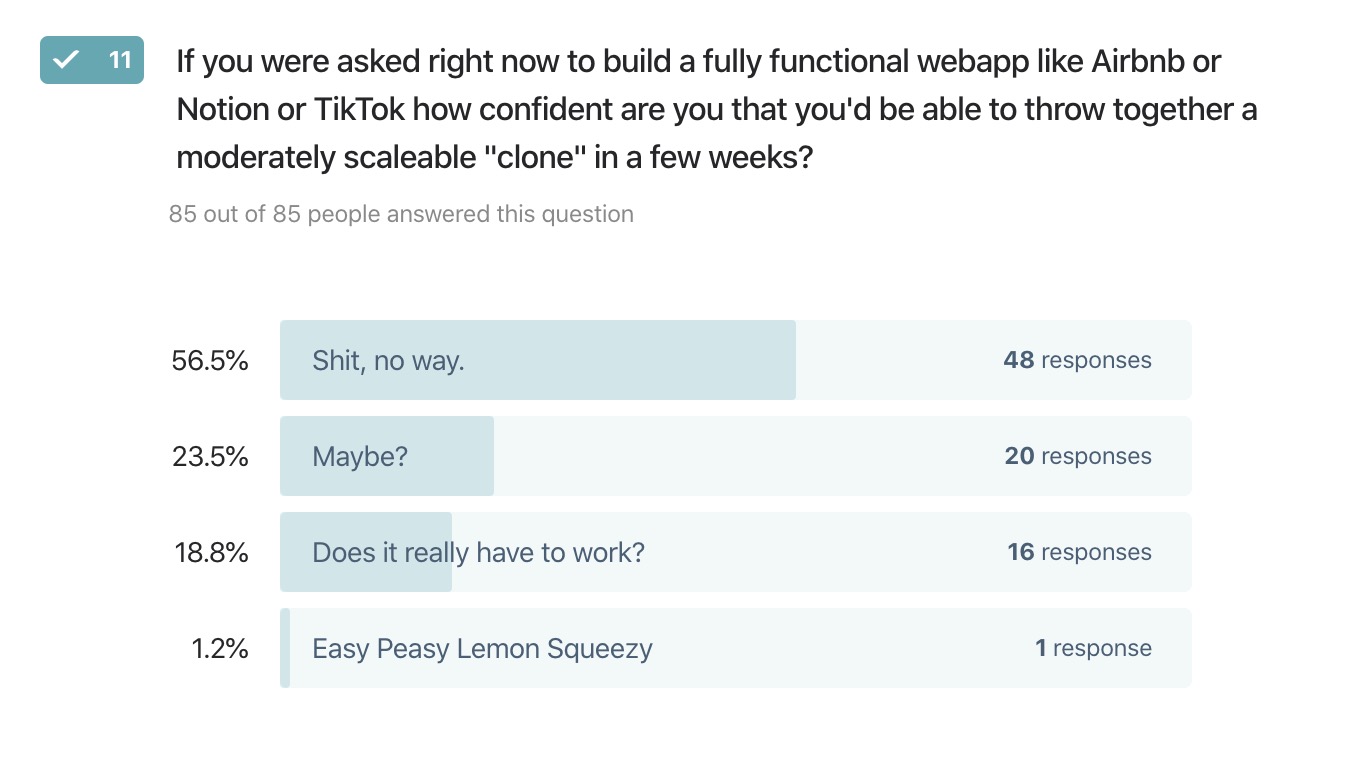 11
If you were asked right now to build a fully functional webapp like Airbnb or
Notion or TikTok how confident are you that you'd be able to throw together a
moderately scaleable "clone" in a few weeks?
85 out of 85 people answered this question
56.5% Shit, no way. 48 responses
23.5% Maybe? 20 responses
18.8% Does it really have to work? 16 responses
1.2% Easy Peasy Lemon Squeezy 1 response